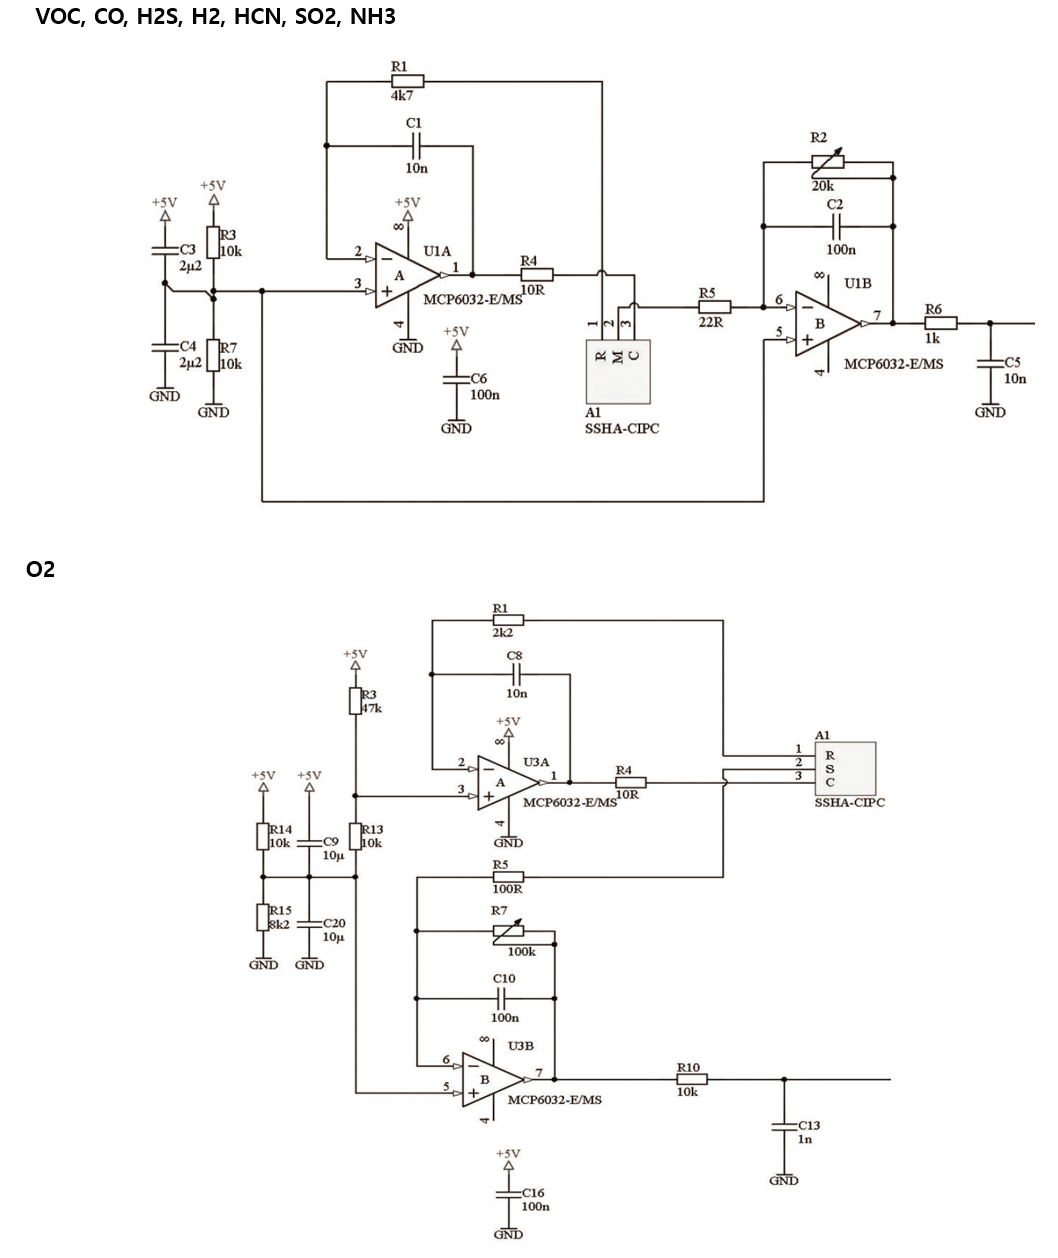 VOC, CO, H2S, H2, HCN, SO2, NH3
R1
4k7
C1
10n
R2
20k
+5V
+5V
+5V
C2
100n
C3
2µ2
R3
10k
8
2
U1A
A
1
3
R4
10R
MCP6032-E/MS
4
GND
8
U1B
6
B
7
5
R5
22R
R6
1k
MCP6032-E/MS
4
C4
2µ2
R7
10k
GND
GND
+5V
C6
100n
GND
1 2 3
R M C
A1
SSHA-CIPC
C5
10n
GND
O2
R1
2k2
C8
10n
+5V
R3
47k
+5V
8
2
U3A
A
1
3
R4
10R
MCP6032-E/MS
4
GND
A1
1 R
2 S
3 C
SSHA-CIPC
+5V
+5V
R14
10k
C9
10µ
R13
10k
R15
8k2
C20
10µ
GND
GND
R5
100R
R7
100k
C10
100n
8
U3B
6
B
7
5
MCP6032-E/MS
4
R10
10k
C13
1n
GND
+5V
C16
100n
GND